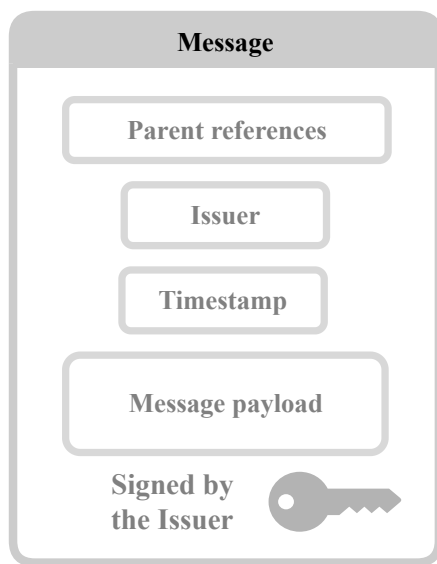 Message
Parent references
Issuer
Timestamp
Message payload
Signed by
the Issuer